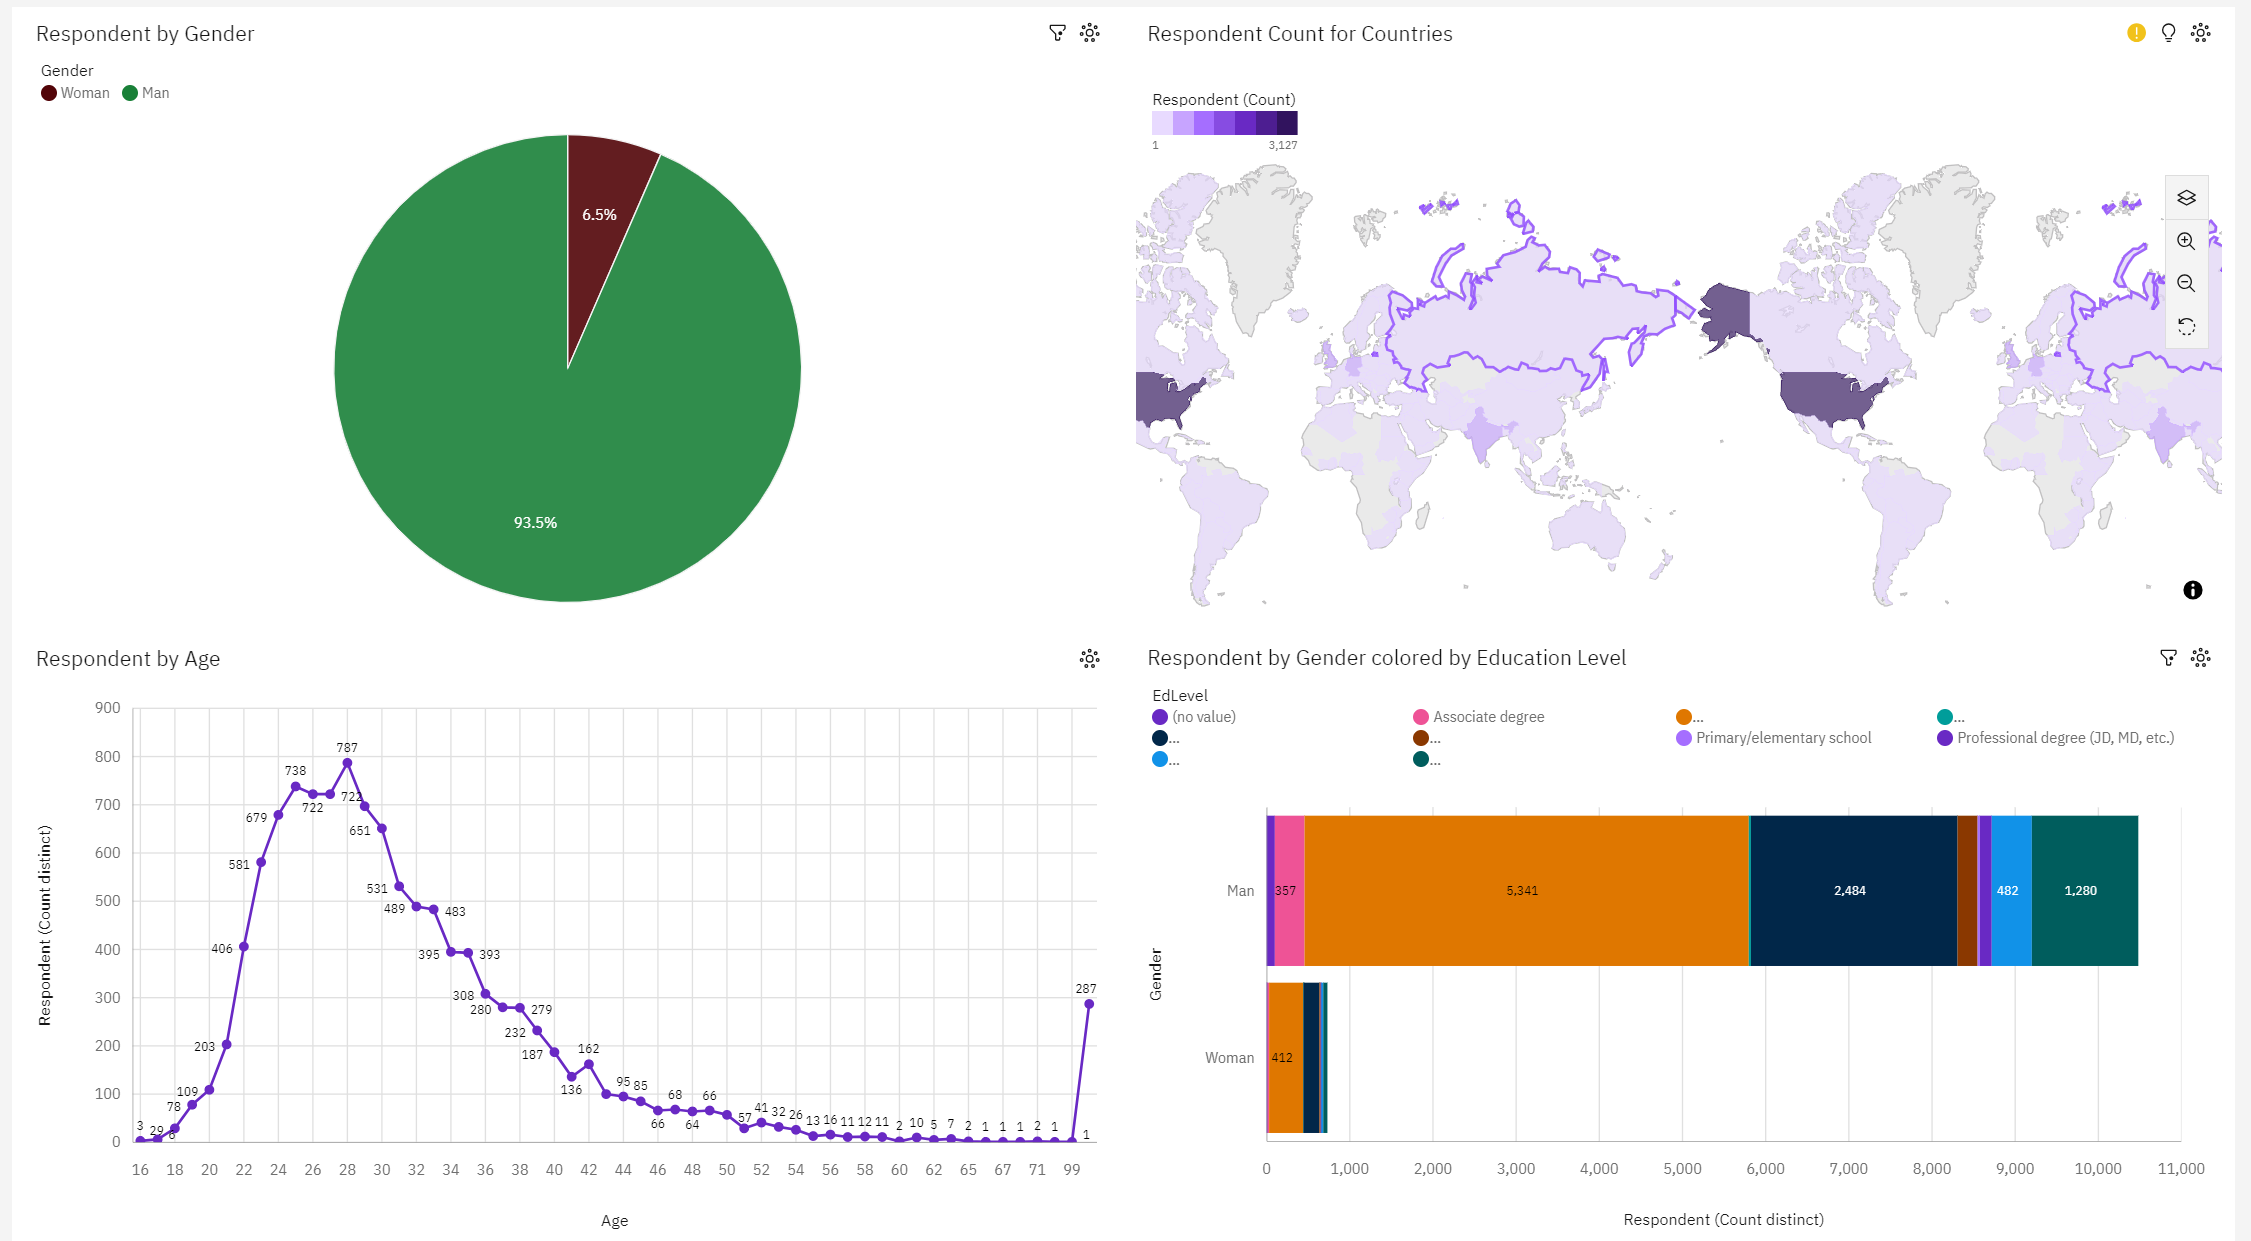 Respondent by Gender
Gender
Woman Man
6.5%
93.5%
Respondent Count for Countries
Respondent (Count)
1 3,127
Respondent by Age
Respondent (Count distinct)
900
800
700
600
500
400
300
200
100
0
3 29 6 78 109 203 406 581 679 738 722 722 787 651 531 489 483 395 393 308 280 279 232 187 136 162 95 85 66 68 64 66 57 41 32 26 13 16 11 12 11 2 10 5 7 2 1 1 1 2 1 1 287
16 18 20 22 24 26 28 30 32 34 36 38 40 42 44 46 48 50 52 54 56 58 60 62 65 67 71 99
Age
Respondent by Gender colored by Education Level
EdLevel
(no value) Associate degree ... ...
... ... Primary/elementary school Professional degree (JD, MD, etc.)
... ...
Gender
Man 357 5,341 2,484 482 1,280
Woman 412
0 1,000 2,000 3,000 4,000 5,000 6,000 7,000 8,000 9,000 10,000 11,000
Respondent (Count distinct)